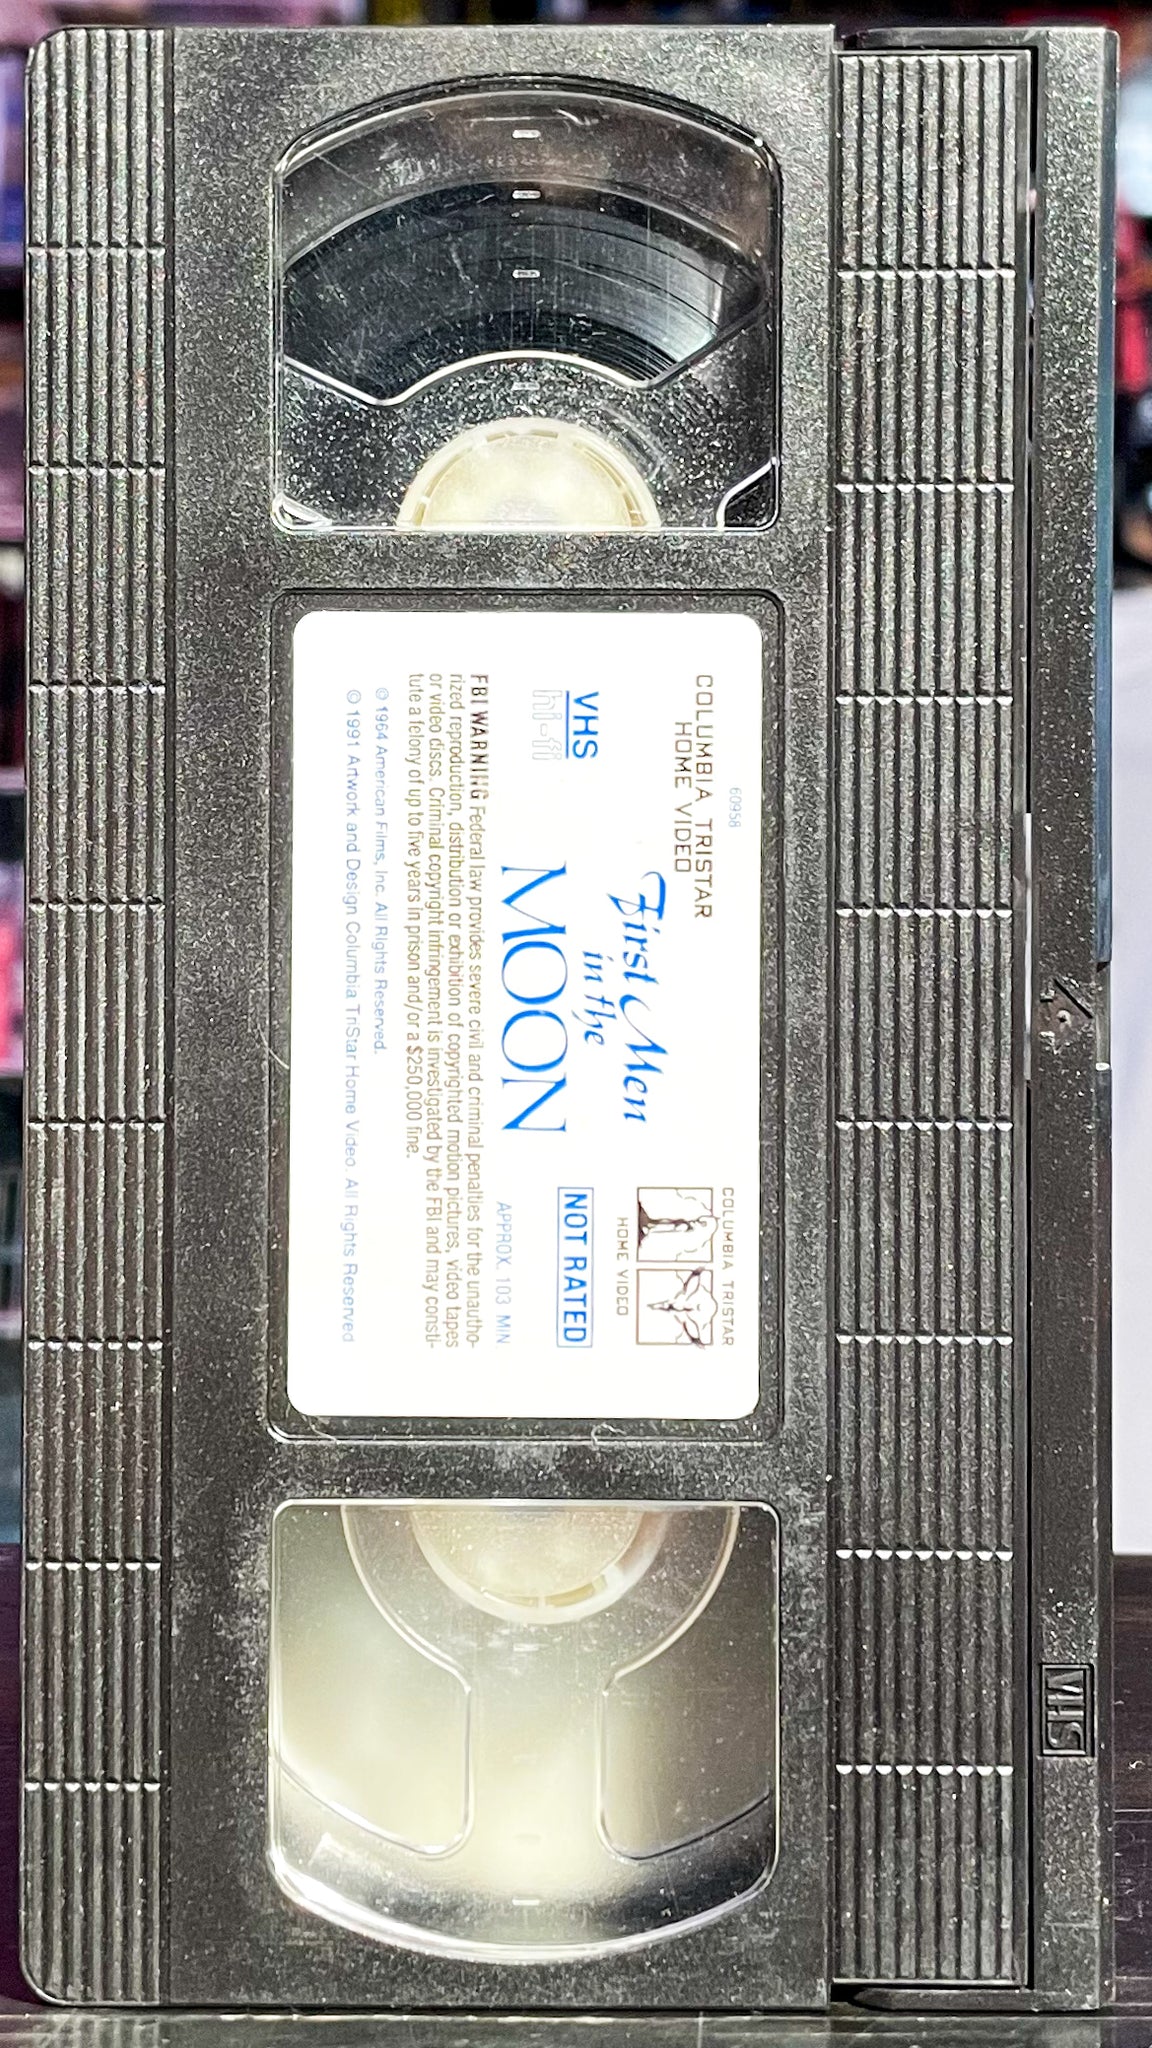 60958
COLUMBIA TRISTAR
HOME VIDEO
COLUMBIA TRISTAR
HOME VIDEO
First Men
in the
MOON
VHS
hi-fi
NOT RATED
APPROX. 103 MIN.
FBI WARNING Federal law provides severe civil and criminal penalties for the unautho-
rized reproduction, distribution or exhibition of copyrighted motion pictures, video tapes
or video discs. Criminal copyright infringement is investigated by the FBI and may consti-
tute a felony of up to five years in prison and/or a $250,000 fine.
© 1964 American Films, Inc. All Rights Reserved.
© 1991 Artwork and Design Columbia TriStar Home Video. All Rights Reserved
VHS